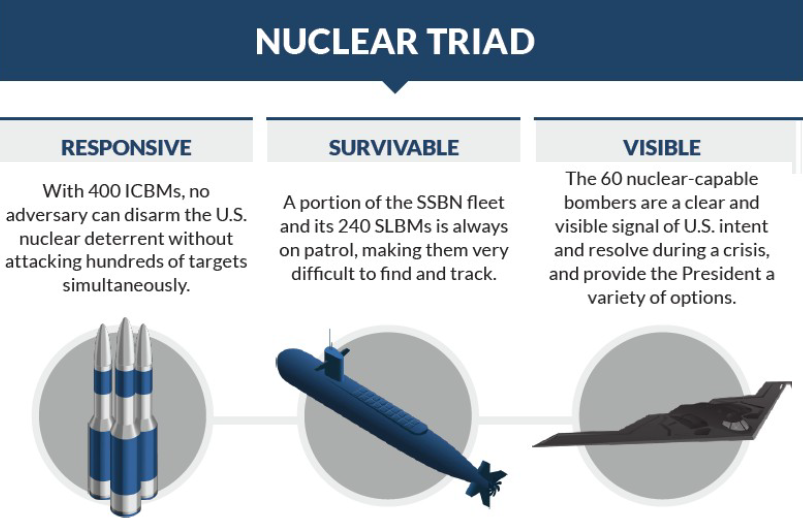 NUCLEAR TRIAD
RESPONSIVE
With 400 ICBMs, no
adversary can disarm the U.S.
nuclear deterrent without
attacking hundreds of targets
simultaneously.
SURVIVABLE
A portion of the SSBN fleet
and its 240 SLBMs is always
on patrol, making them very
difficult to find and track.
VISIBLE
The 60 nuclear-capable
bombers are a clear and
visible signal of U.S. intent
and resolve during a crisis,
and provide the President a
variety of options.